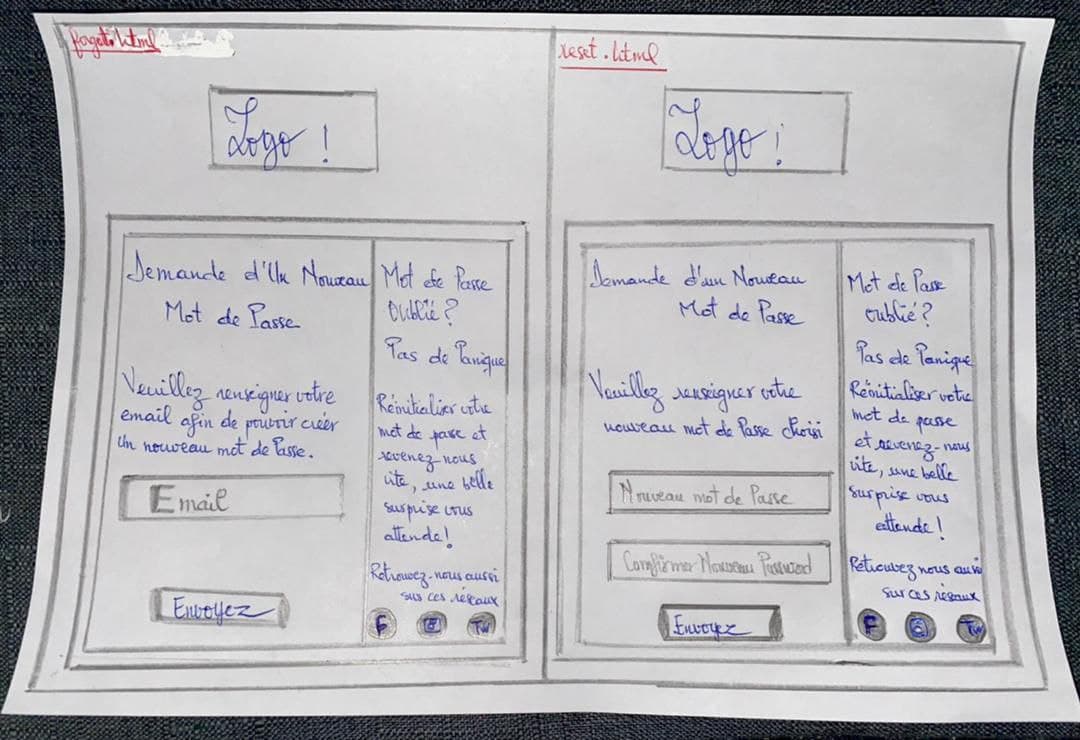 forgot.html
Logo !
Demande d'Un Nouveau
Mot de Passe
Veuillez renseigner votre
email afin de pouvoir créer
Un nouveau mot de Passe.
Email
Envoyez
Mot de Passe
Oublié ?
Pas de Panique
Réinitialiser votre
mot de passe et
revenez-nous
vite, une belle
surprise vous
attende !
Retrouvez-nous aussi
sur ces réseaux
F
Tw
reset.html
Logo !
Demande d'un Nouveau
Mot de Passe
Veuillez renseigner votre
nouveau mot de Passe choisi
Nouveau mot de Passe
Confirmer Nouveau Password
Envoyez
Mot de Passe
oublié ?
Pas de Panique
Réinitialiser votre
mot de passe
et revenez-nous
vite, une belle
surprise vous
attende !
Retrouvez nous aussi
sur ces réseaux
F
Tw